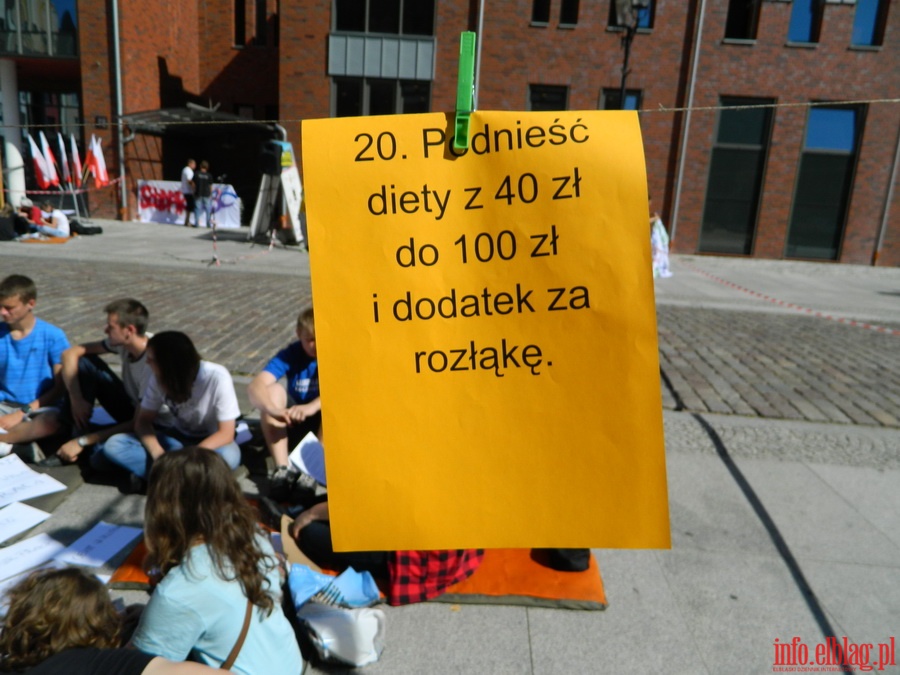 20. Podnieść
diety z 40 zł
do 100 zł
i dodatek za
rozłąkę.
info.elblag.pl